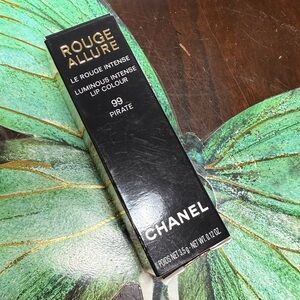 ROUGE
ALLURE
LE ROUGE INTENSE
LUMINOUS INTENSE
LIP COLOUR
99
PIRATE
CHANEL
POIDS NET 3.5 g - NET WT. 0.12 OZ.